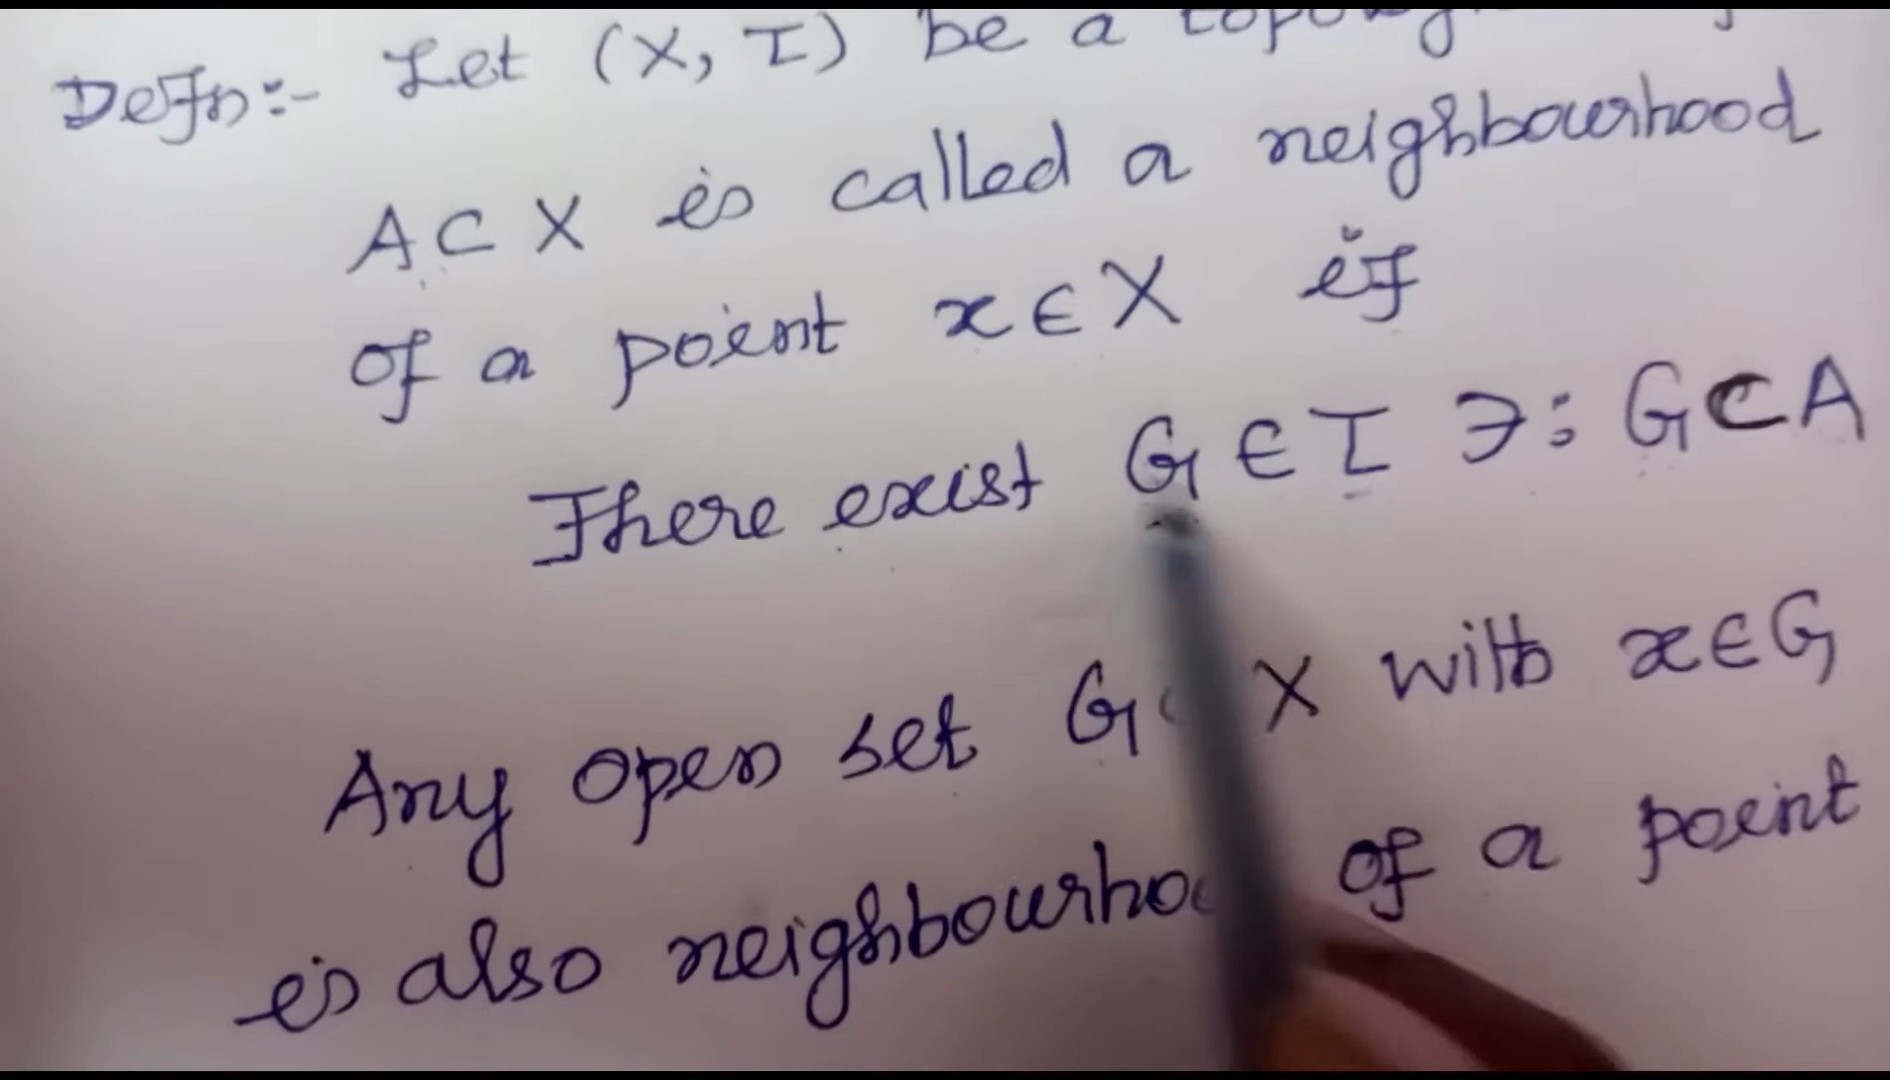 Defn:- Let (X, τ) be a
A ⊂ X is called a neighbourhood
of a point x ∈ X if
There exist G ∈ τ ∋: G ⊂ A
Any open set G ⊂ X with x ∈ G
is also of a point